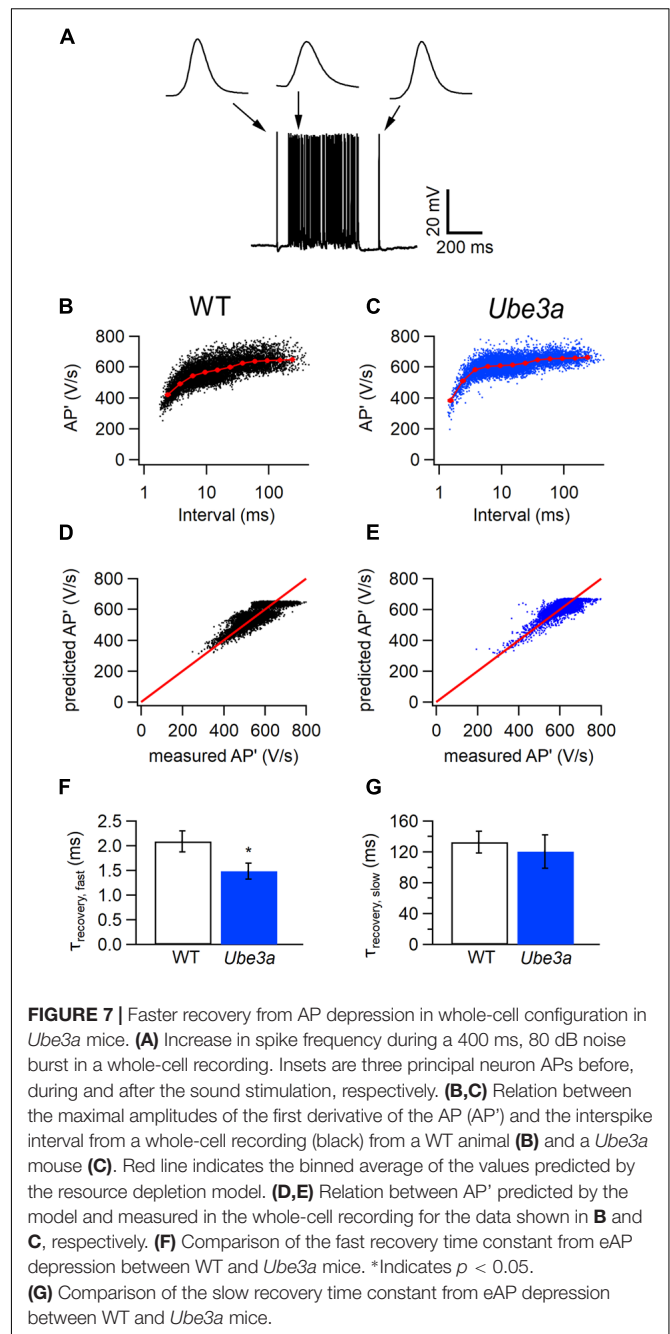 A
20 mV
200 ms
B
WT
C
Ube3a
800
600
400
200
0
AP' (V/s)
1
10
100
Interval (ms)
800
600
400
200
0
AP' (V/s)
1
10
100
Interval (ms)
D
E
800
600
400
200
0
predicted AP' (V/s)
0
200
400
600
800
measured AP' (V/s)
800
600
400
200
0
predicted AP' (V/s)
0
200
400
600
800
measured AP' (V/s)
F
G
2.5
2.0
1.5
1.0
0.5
0.0
τrecovery, fast (ms)
*
WT
Ube3a
160
120
80
40
0
τrecovery, slow (ms)
WT
Ube3a
FIGURE 7 | Faster recovery from AP depression in whole-cell configuration in
Ube3a mice. (A) Increase in spike frequency during a 400 ms, 80 dB noise
burst in a whole-cell recording. Insets are three principal neuron APs before,
during and after the sound stimulation, respectively. (B,C) Relation between
the maximal amplitudes of the first derivative of the AP (AP') and the interspike
interval from a whole-cell recording (black) from a WT animal (B) and a Ube3a
mouse (C). Red line indicates the binned average of the values predicted by
the resource depletion model. (D,E) Relation between AP' predicted by the
model and measured in the whole-cell recording for the data shown in B and
C, respectively. (F) Comparison of the fast recovery time constant from eAP
depression between WT and Ube3a mice. *Indicates p < 0.05.
(G) Comparison of the slow recovery time constant from eAP depression
between WT and Ube3a mice.